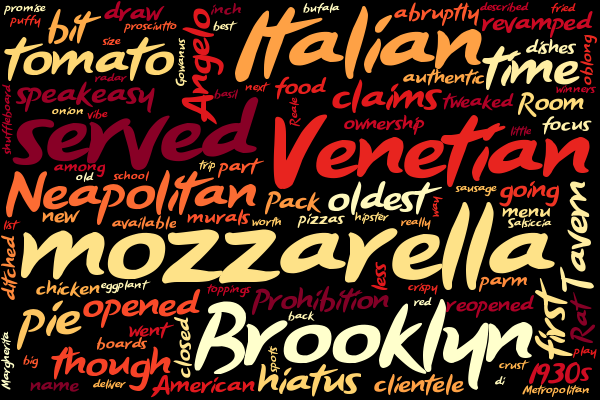 promise
puffy
bit
draw
prosciutto
inch
best
bufala
abruptly
described
fried
revamped
tomato
size
radar
Gowanus
Angelo
Italian
authentic
time
dishes
oblong
winners
shuffleboard
speakeasy
onion
vibe
basil
next
food
Reale
claims
tweaked
Room
focus
ownership
little
served
Venetian
among
old
school
trip
part
Neapolitan
new
available
murals
worth
Pack
pizzas
hipster
oldest
really
ham
sausage
going
menu
Salsiccia
Tavern
list
ditched
mozzarella
chicken
eggplant
toppings
Prohibition
less
crispy
parm
red
reopened
first
Rat
play
Pie
opened
went
closed
back
Brooklyn
Margherita
big
though
boards
name
deliver
American
spots
hiatus
clientele
crust
di
1930s
Metropolitan